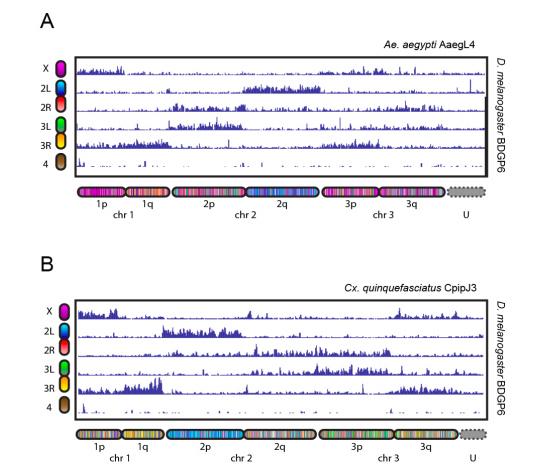 A
Ae. aegypti AaegL4
X
2L
2R
3L
3R
4
D. melanogaster BDGP6
1p 1q 2p 2q 3p 3q
chr 1 chr 2 chr 3 U
B
Cx. quinquefasciatus CpipJ3
X
2L
2R
3L
3R
4
D. melanogaster BDGP6
1p 1q 2p 2q 3p 3q
chr 1 chr 2 chr 3 U